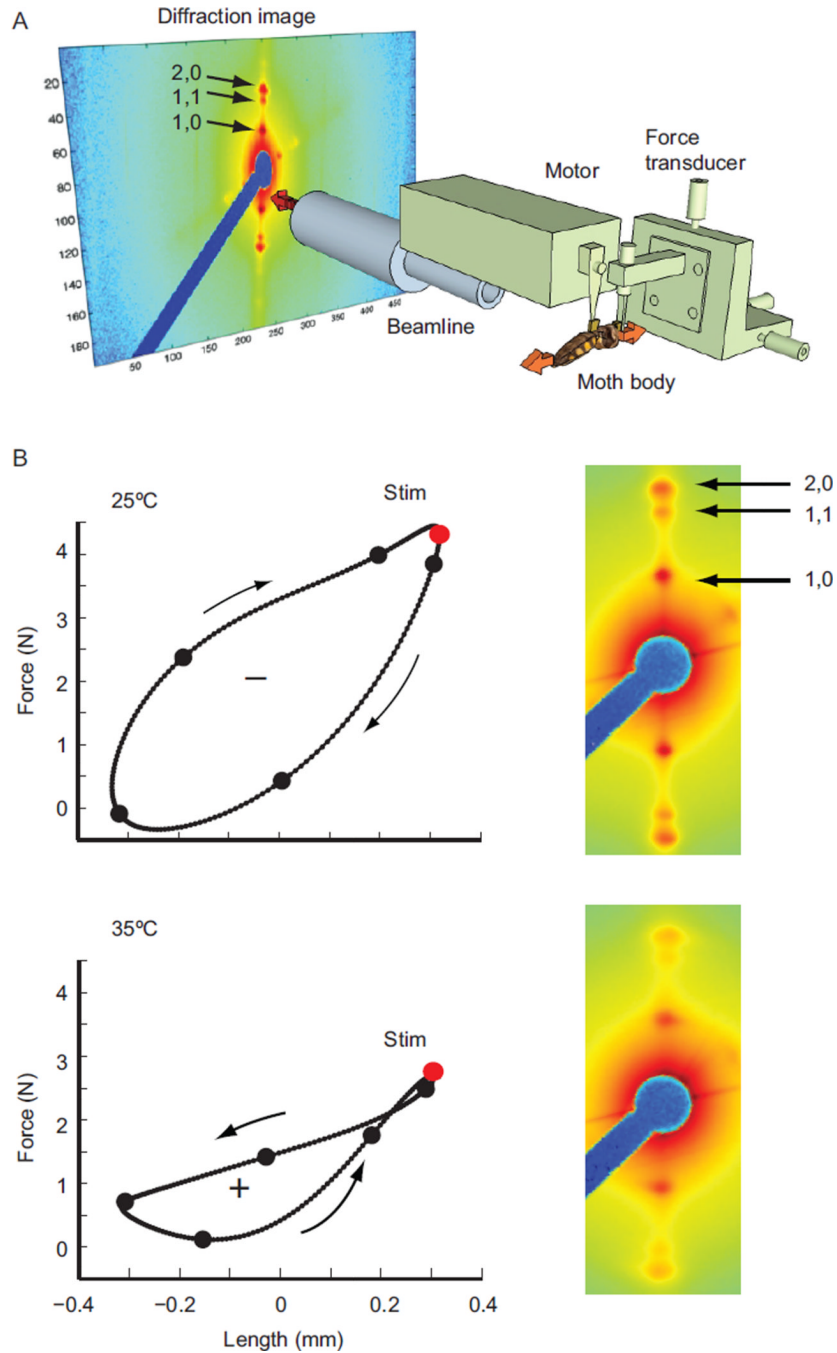 A
Diffraction image
2,0
1,1
1,0
20
40
60
80
100
120
140
160
180
50
100
150
200
250
300
350
400
450
Motor
Force
transducer
Beamline
Moth body
B
25ºC
Stim
–
Force (N)
4
3
2
1
0
2,0
1,1
1,0
35ºC
Stim
+
Force (N)
4
3
2
1
0
−0.4
−0.2
0
0.2
0.4
Length (mm)